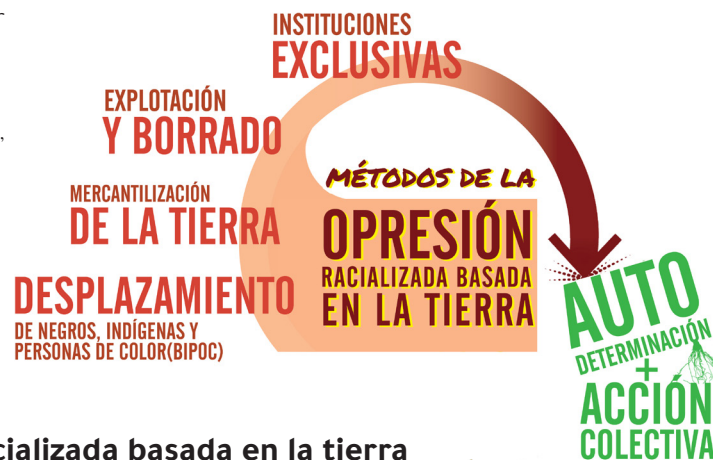 INSTITUCIONES
EXCLUSIVAS
EXPLOTACIÓN
Y BORRADO
MERCANTILIZACIÓN
DE LA TIERRA
DESPLAZAMIENTO
DE NEGROS, INDÍGENAS Y
PERSONAS DE COLOR(BIPOC)
MÉTODOS DE LA
OPRESIÓN
RACIALIZADA BASADA
EN LA TIERRA
AUTO
DETERMINACIÓN
+
ACCIÓN
COLECTIVA
cializada basada en la tierra